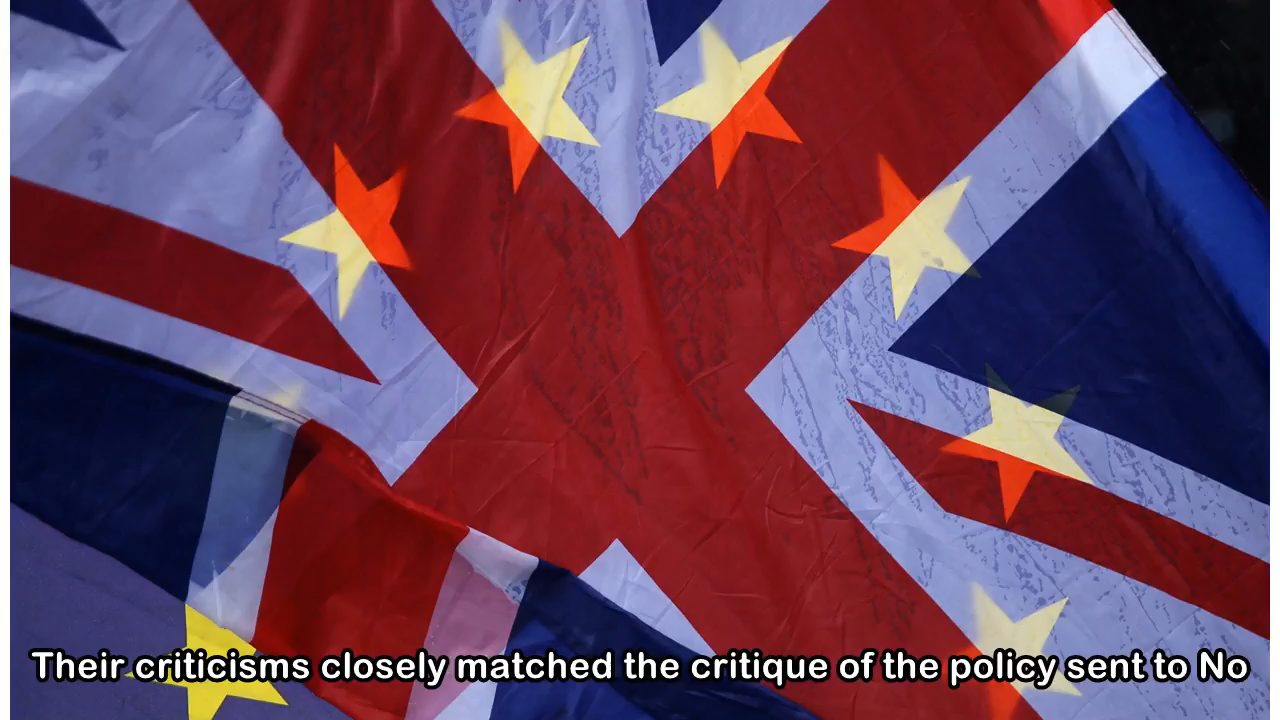 Their criticisms closely matched the critique of the policy sent to No